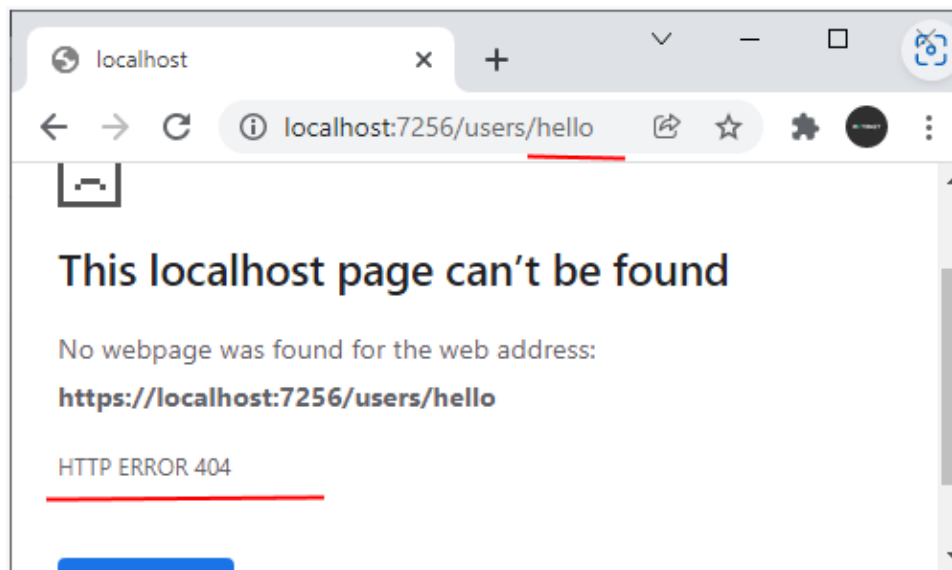 localhost
localhost:7256/users/hello
This localhost page can't be found
No webpage was found for the web address:
https://localhost:7256/users/hello
HTTP ERROR 404